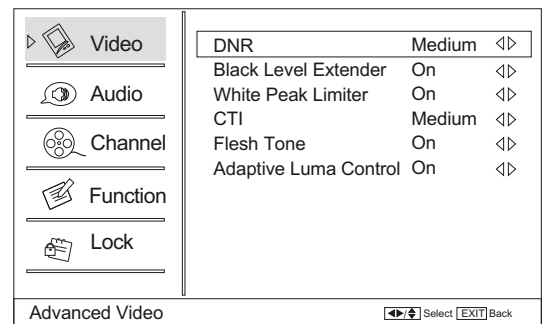 Video
Audio
Channel
Function
Lock
DNR Medium
Black Level Extender On
White Peak Limiter On
CTI Medium
Flesh Tone On
Adaptive Luma Control On
Advanced Video
/ Select EXIT Back